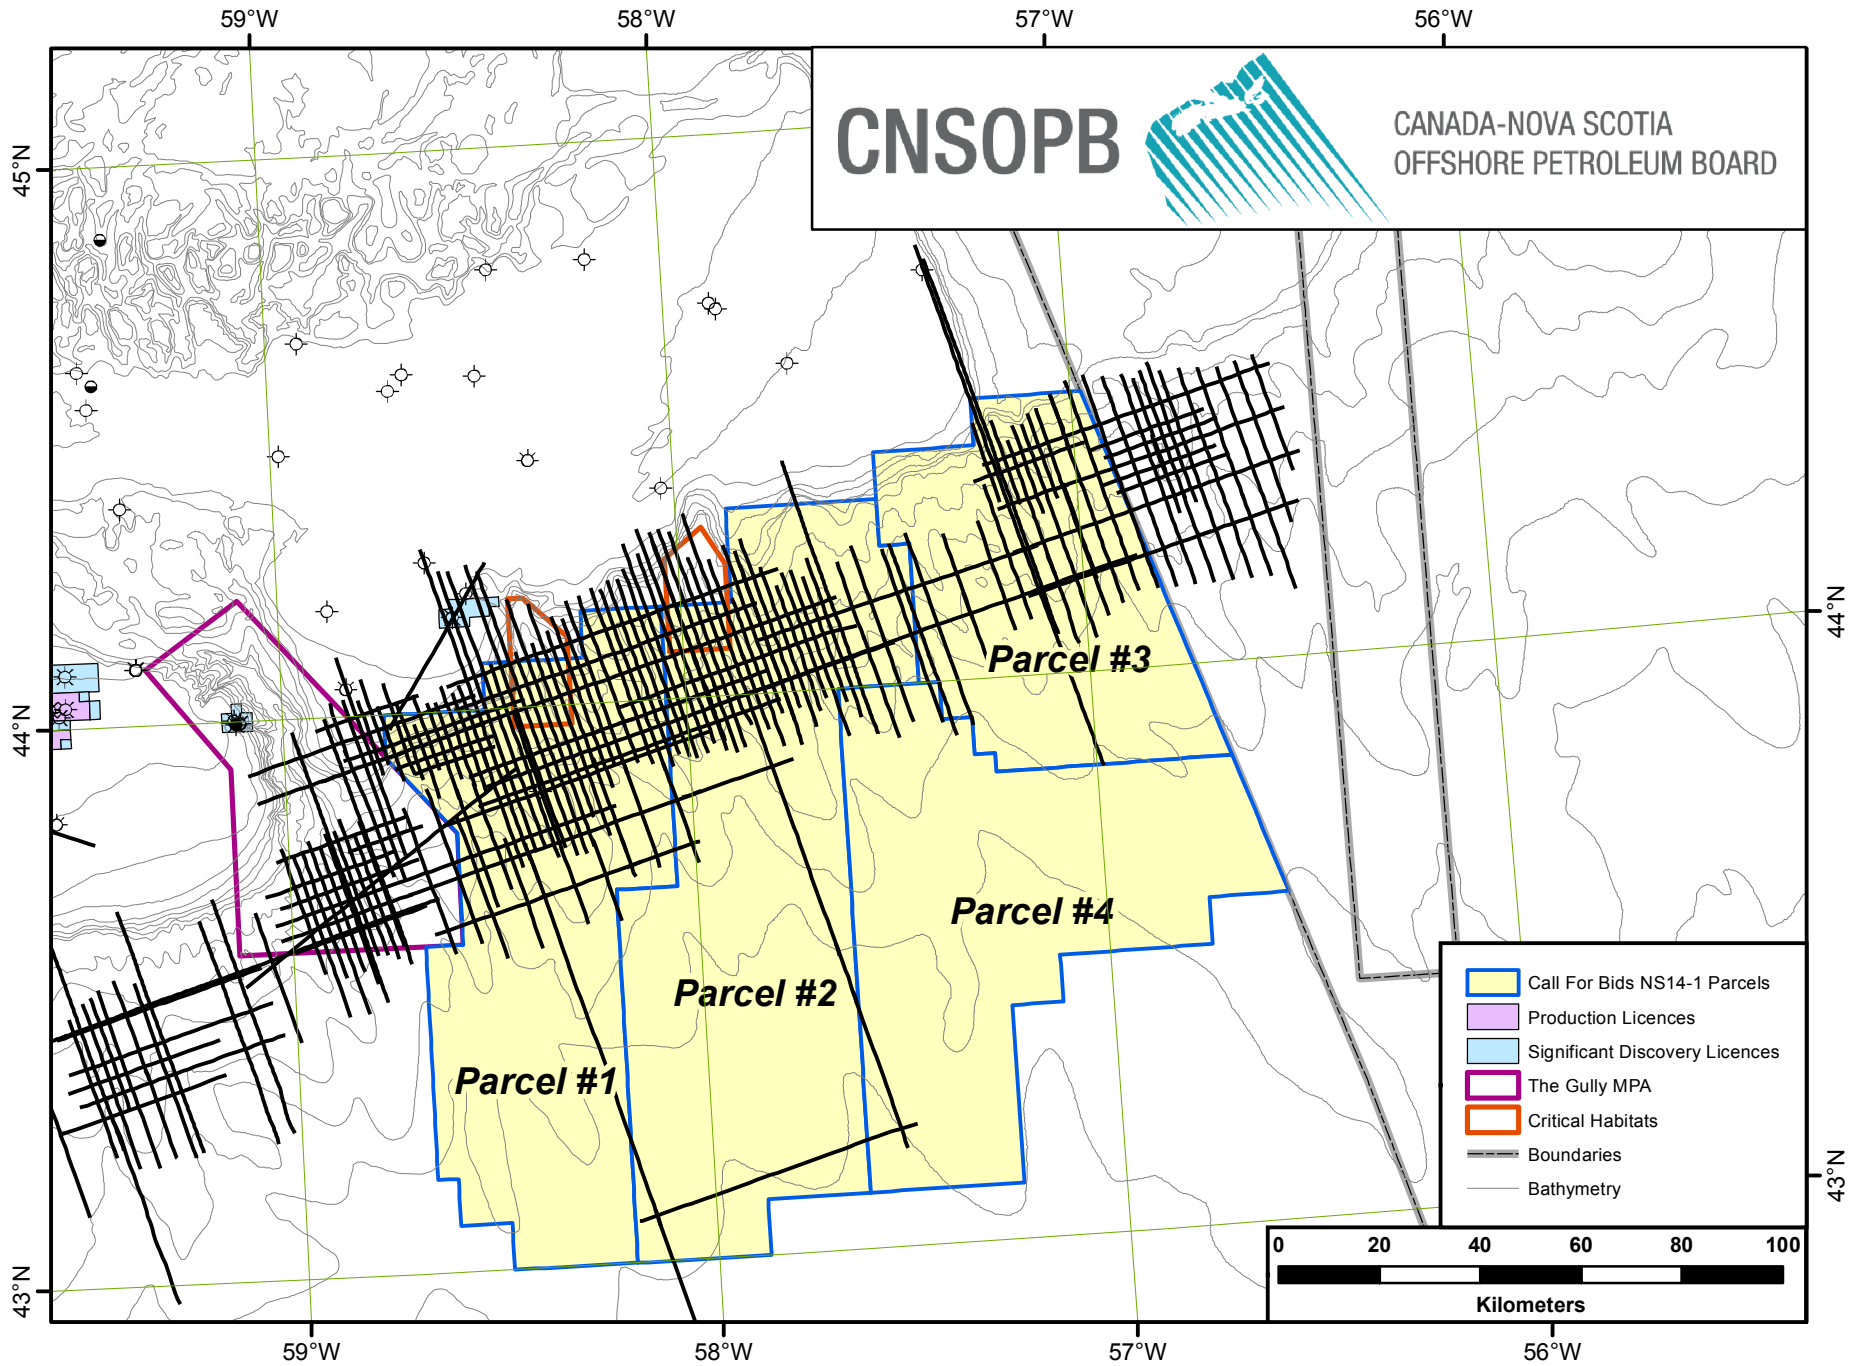 59°W 58°W 57°W 56°W
CNSOPB
CANADA-NOVA SCOTIA
OFFSHORE PETROLEUM BOARD
45°N
44°N
44°N
43°N
43°N
Parcel #3
Parcel #4
Parcel #2
Parcel #1
Call For Bids NS14-1 Parcels
Production Licences
Significant Discovery Licences
The Gully MPA
Critical Habitats
Boundaries
Bathymetry
0 20 40 60 80 100
Kilometers
59°W 58°W 57°W 56°W